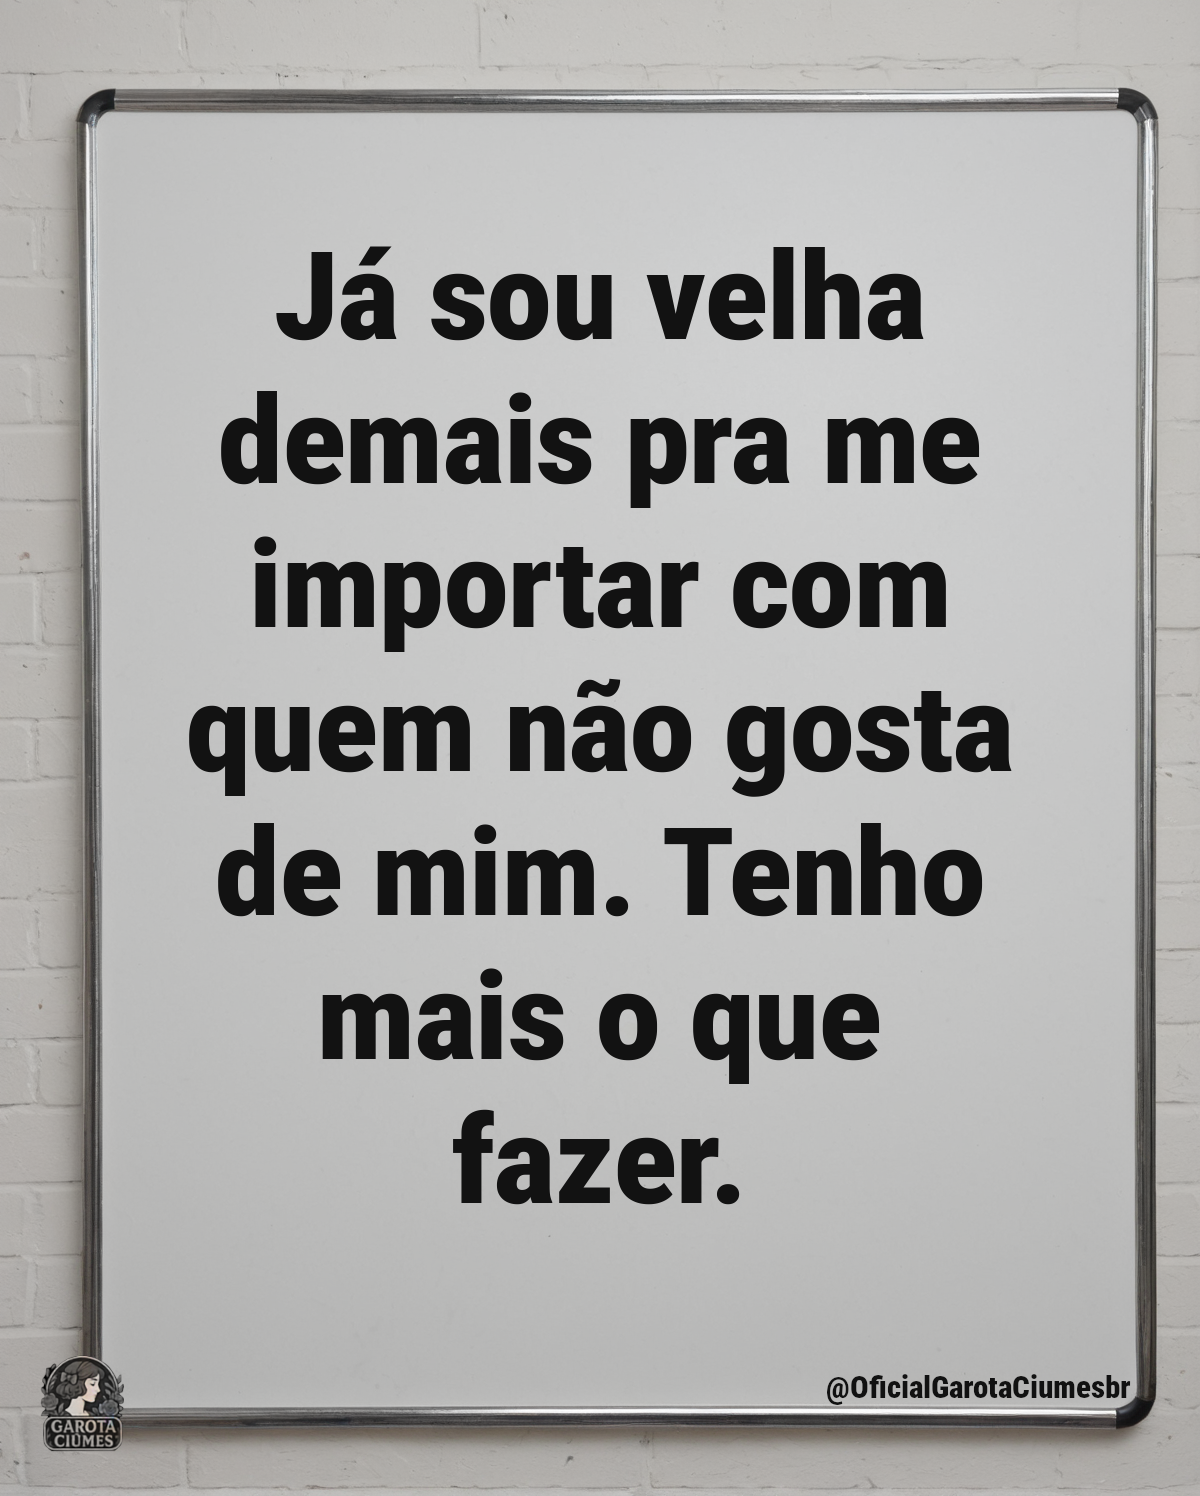 Já sou velha
demais pra me
importar com
quem não gosta
de mim. Tenho
mais o que
fazer.
@OficialGarotaCiumesbr
GAROTA
CIÚMES